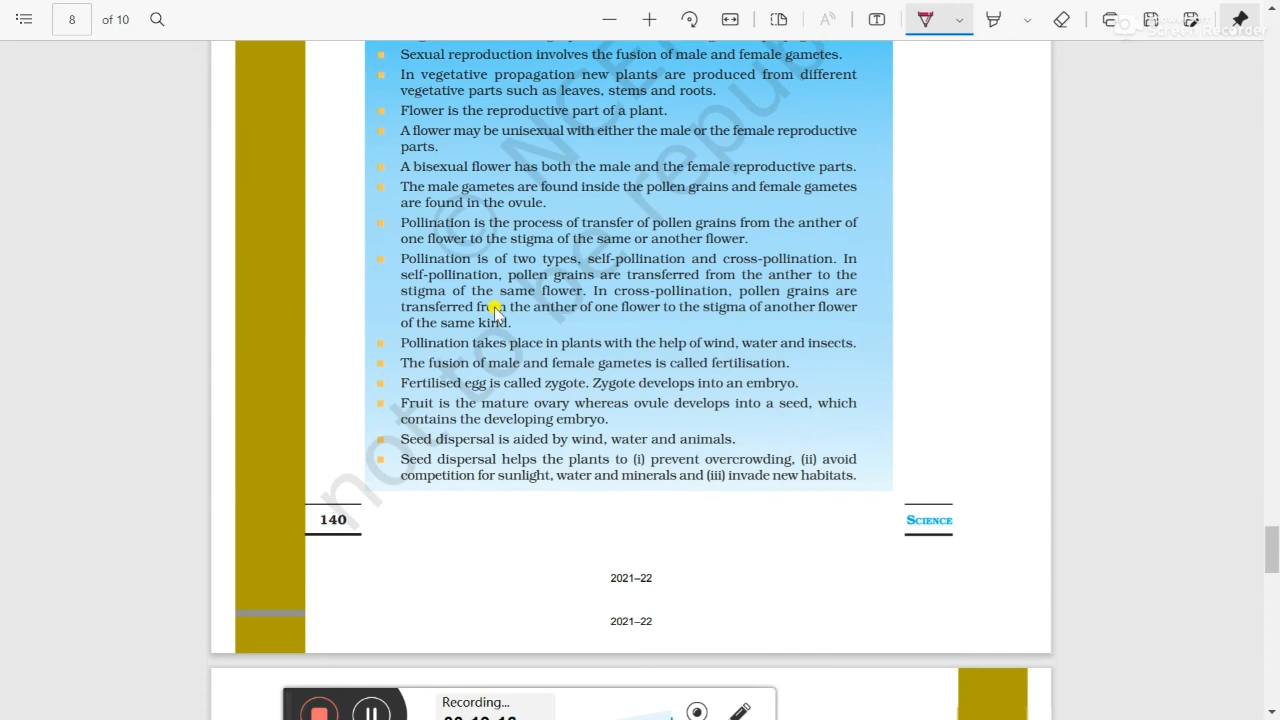 8 of 10
Screen Recorder
Sexual reproduction involves the fusion of male and female gametes.
In vegetative propagation new plants are produced from different
vegetative parts such as leaves, stems and roots.
Flower is the reproductive part of a plant.
A flower may be unisexual with either the male or the female reproductive
parts.
A bisexual flower has both the male and the female reproductive parts.
The male gametes are found inside the pollen grains and female gametes
are found in the ovule.
Pollination is the process of transfer of pollen grains from the anther of
one flower to the stigma of the same or another flower.
Pollination is of two types, self-pollination and cross-pollination. In
self-pollination, pollen grains are transferred from the anther to the
stigma of the same flower. In cross-pollination, pollen grains are
transferred from the anther of one flower to the stigma of another flower
of the same kind.
Pollination takes place in plants with the help of wind, water and insects.
The fusion of male and female gametes is called fertilisation.
Fertilised egg is called zygote. Zygote develops into an embryo.
Fruit is the mature ovary whereas ovule develops into a seed, which
contains the developing embryo.
Seed dispersal is aided by wind, water and animals.
Seed dispersal helps the plants to (i) prevent overcrowding, (ii) avoid
competition for sunlight, water and minerals and (iii) invade new habitats.
not to be republ
140
SCIENCE
2021–22
2021–22
Recording...